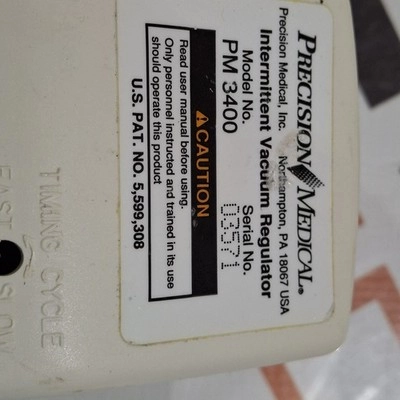 PRECISION MEDICAL®
Precision Medical, Inc. Northampton, PA 18067 USA
Intermittent Vacuum Regulator
Model No. Serial No.
PM 3400 03571
CAUTION
Read user manual before using.
Only personnel instructed and trained in its use
should operate this product
U.S. PAT. NO. 5,599,308
TIMING CYCLE
FAST SLOW